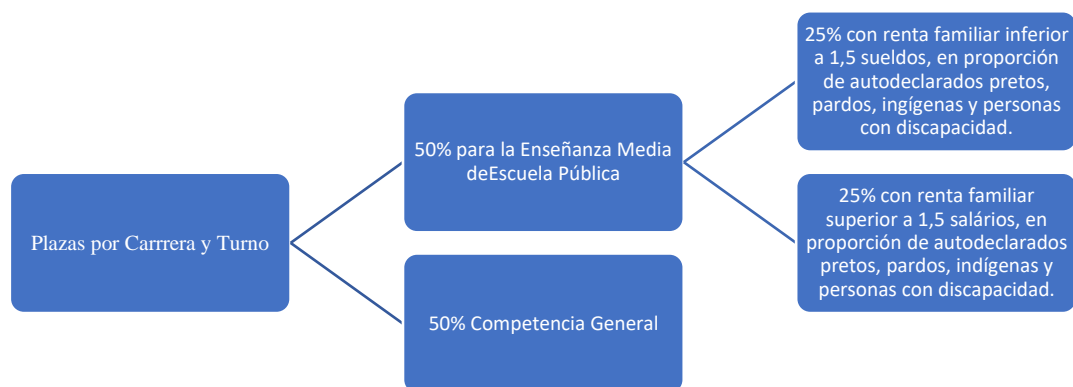 Plazas por Carrrera y Turno
50% para la Enseñanza Media
deEscuela Pública
50% Competencia General
25% con renta familiar inferior
a 1,5 sueldos, en proporción
de autodeclarados pretos,
pardos, ingígenas y personas
con discapacidad.
25% con renta familiar
superior a 1,5 salários, en
proporción de autodeclarados
pretos, pardos, indígenas y
personas con discapacidad.